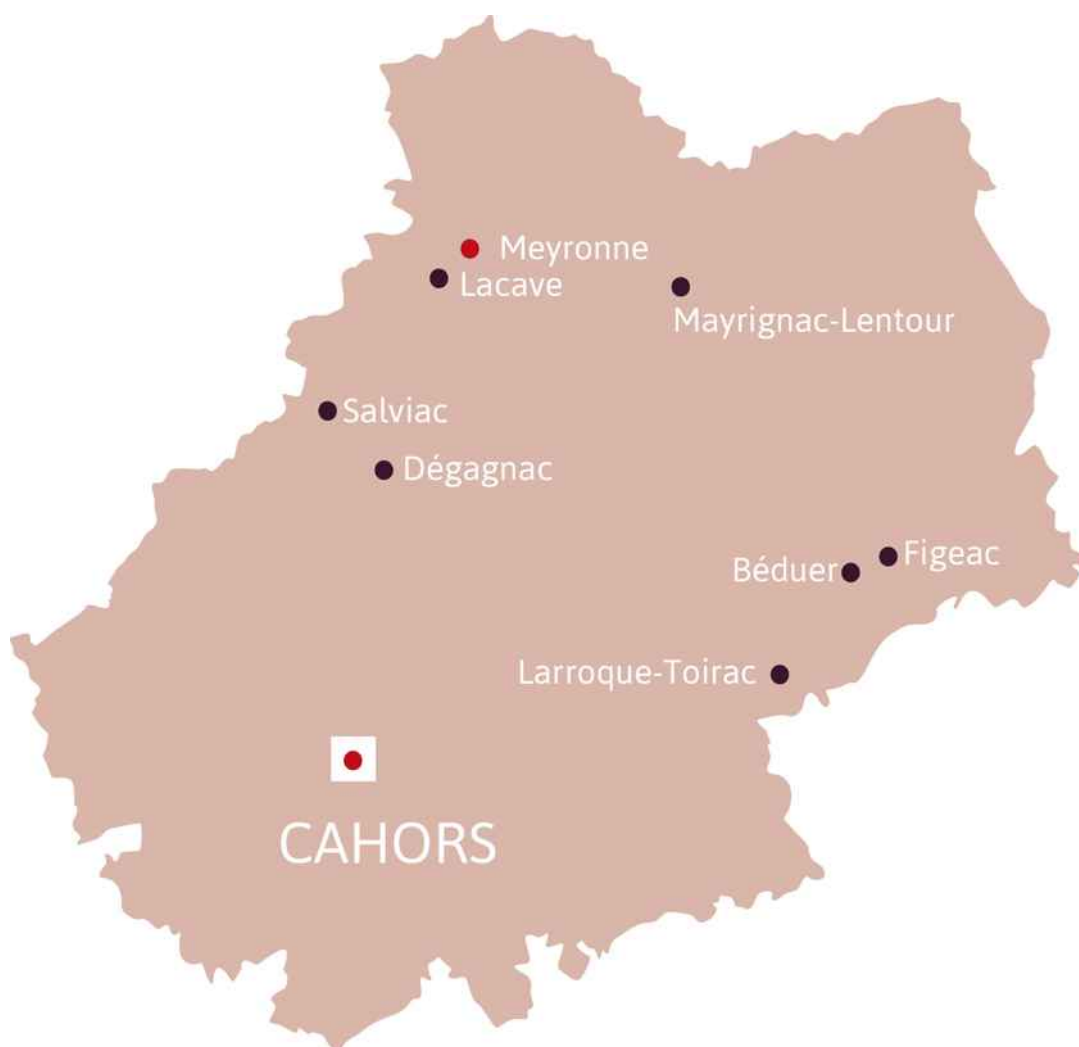 Meyronne
Lacave
Mayrignac-Lentour
Salviac
Dégagnac
Figeac
Béduer
Larroque-Toirac
CAHORS